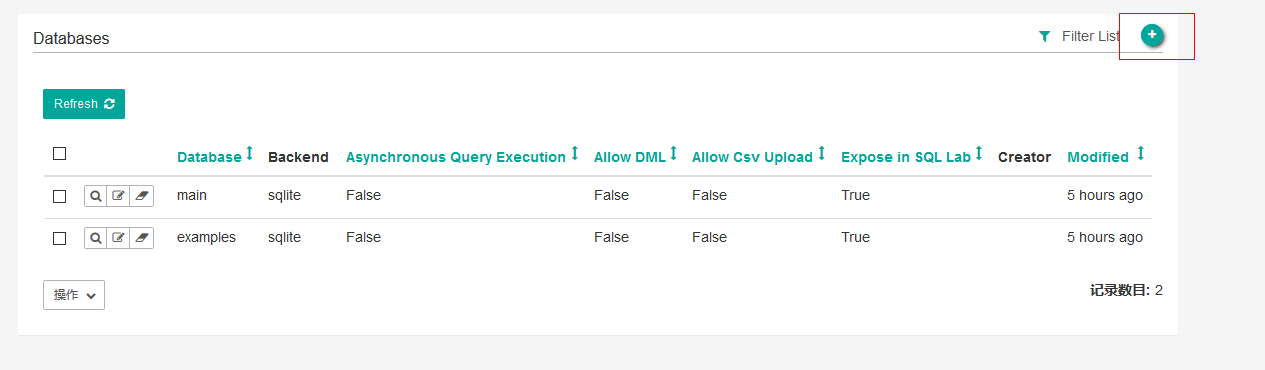 Databases Filter List
Refresh
Database Backend Asynchronous Query Execution Allow DML Allow Csv Upload Expose in SQL Lab Creator Modified
main sqlite False False False True 5 hours ago
examples sqlite False False False True 5 hours ago
操作 记录数目: 2